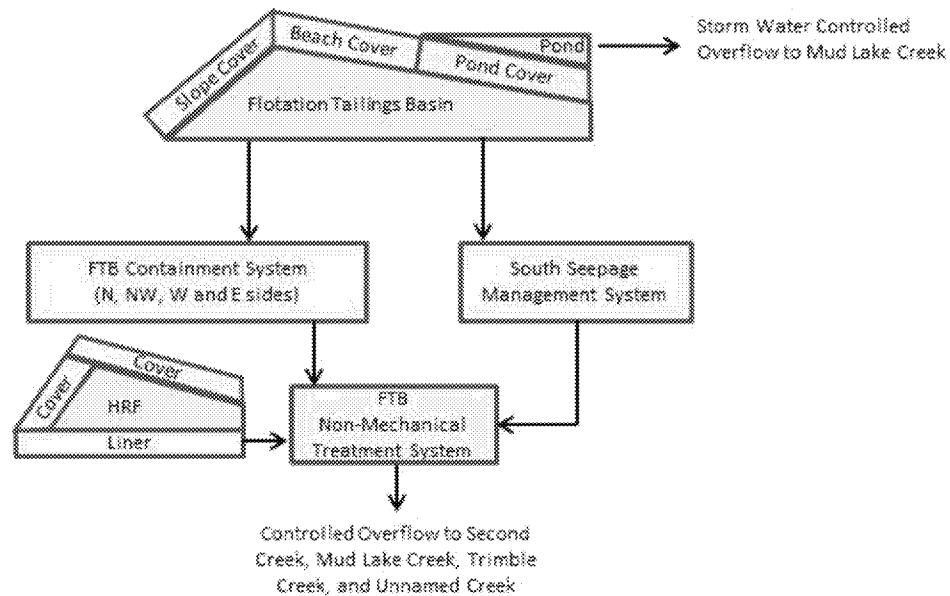 Storm Water Controlled
Overflow to Mud Lake Creek
Slope Cover
Beach Cover
Pond
Pond Cover
Flotation Tailings Basin
FTB Containment System
(N, NW, W and E sides)
South Seepage
Management System
Cover
Cover
HRF
Liner
FTB
Non-Mechanical
Treatment System
Controlled Overflow to Second
Creek, Mud Lake Creek, Trimble
Creek, and Unnamed Creek